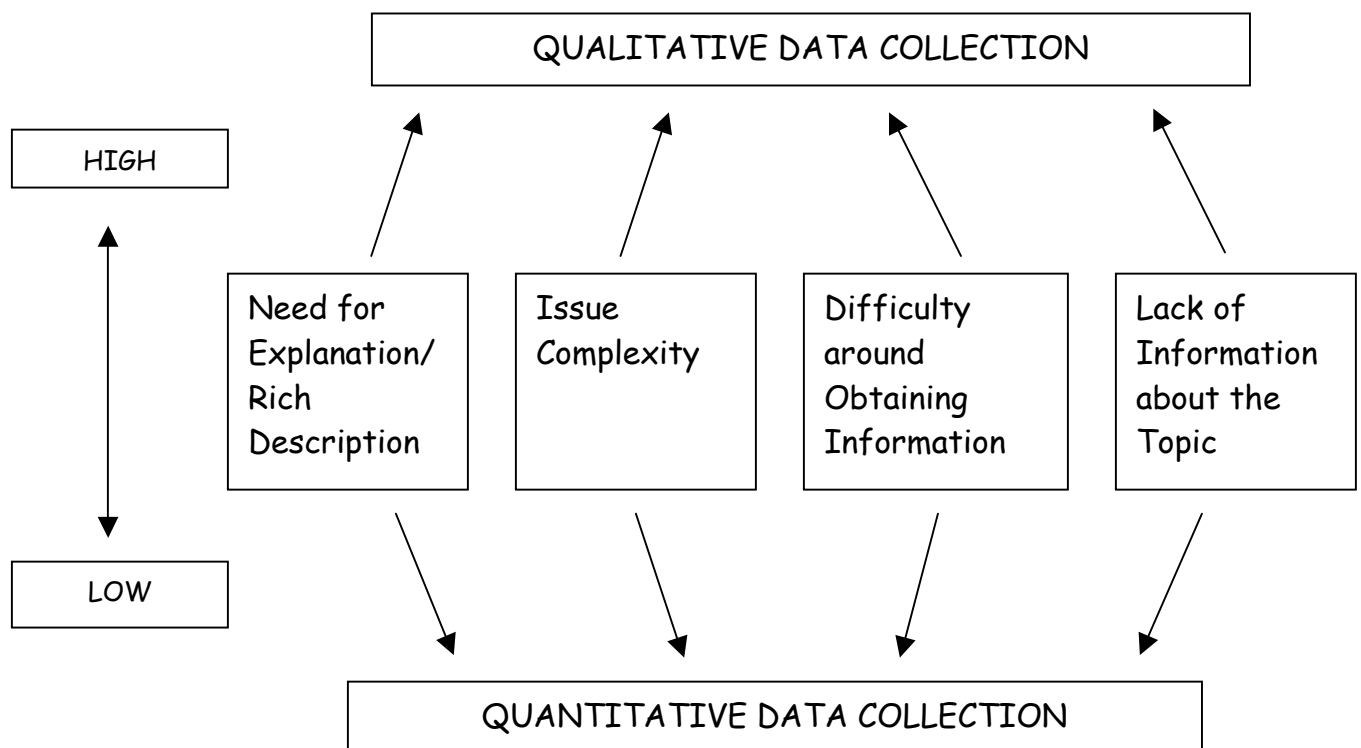 QUALITATIVE DATA COLLECTION
HIGH
Need for
Explanation/
Rich
Description
Issue
Complexity
Difficulty
around
Obtaining
Information
Lack of
Information
about the
Topic
LOW
QUANTITATIVE DATA COLLECTION